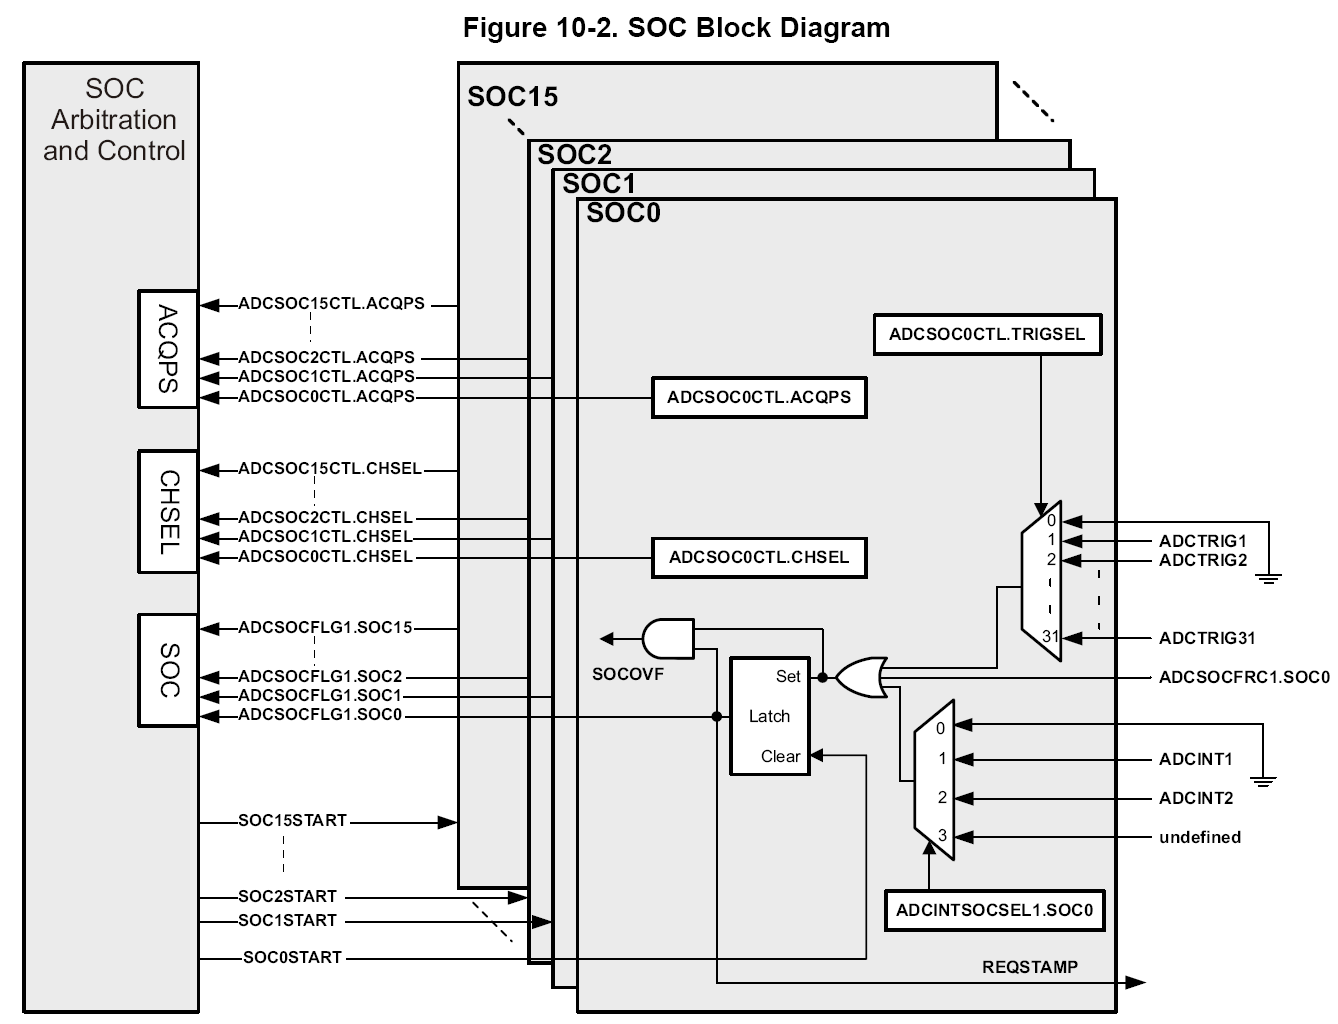 Figure 10-2. SOC Block Diagram
SOC
Arbitration
and Control
SOC15
SOC2
SOC1
SOC0
ACQPS
ADCSOC15CTL.ACQPS
ADCSOC2CTL.ACQPS
ADCSOC1CTL.ACQPS
ADCSOC0CTL.ACQPS
ADCSOC0CTL.TRIGSEL
ADCSOC0CTL.ACQPS
CHSEL
ADCSOC15CTL.CHSEL
ADCSOC2CTL.CHSEL
ADCSOC1CTL.CHSEL
ADCSOC0CTL.CHSEL
ADCSOC0CTL.CHSEL
0
1
2
31
ADCTRIG1
ADCTRIG2
ADCTRIG31
SOC
ADCSOCFLG1.SOC15
ADCSOCFLG1.SOC2
ADCSOCFLG1.SOC1
ADCSOCFLG1.SOC0
SOCOVF
Set
Latch
Clear
ADCSOCFRC1.SOC0
0
1
2
3
ADCINT1
ADCINT2
undefined
SOC15START
SOC2START
SOC1START
SOC0START
ADCINTSOCSEL1.SOC0
REQSTAMP